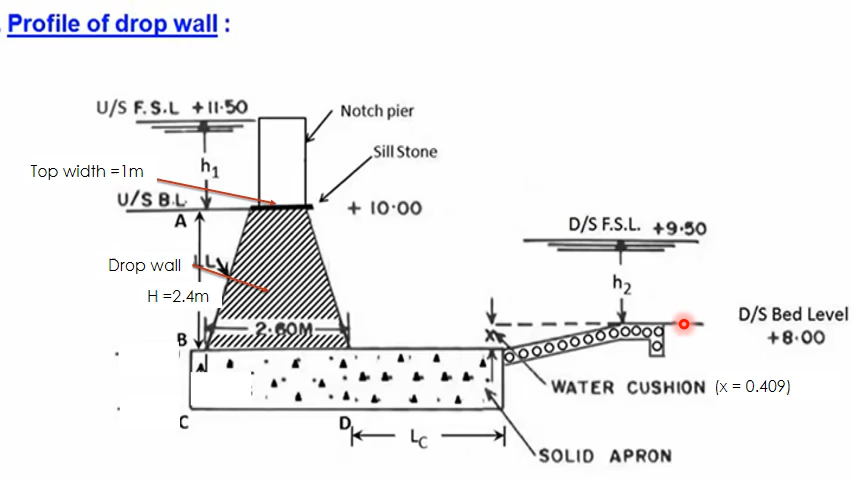 . Profile of drop wall :
U/S F.S.L +11.50
Notch pier
h1
Sill Stone
Top width =1m
U/S B.L.
A
+ 10.00
D/S F.S.L. +9.50
Drop wall
H =2.4m
h2
D/S Bed Level
+8.00
2.60M
X
B
WATER CUSHION (x = 0.409)
C
D
LC
SOLID APRON